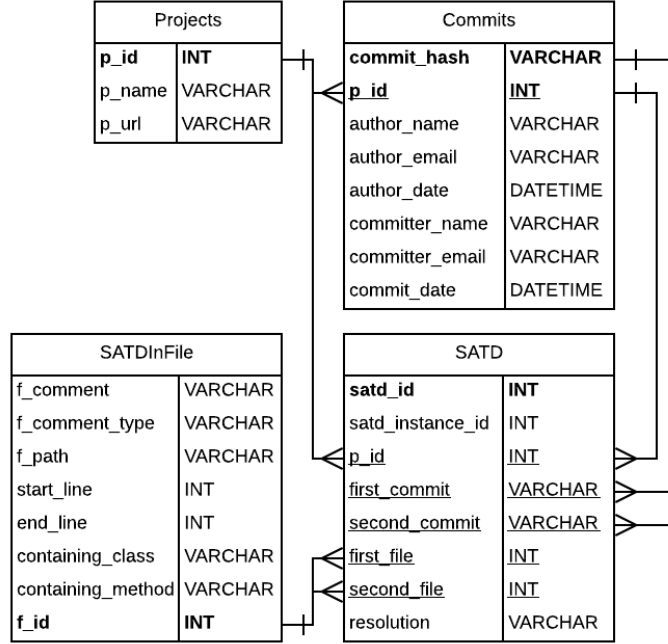 Projects
p_id INT
p_name VARCHAR
p_url VARCHAR
Commits
commit_hash VARCHAR
p_id INT
author_name VARCHAR
author_email VARCHAR
author_date DATETIME
committer_name VARCHAR
committer_email VARCHAR
commit_date DATETIME
SATDInFile
f_comment VARCHAR
f_comment_type VARCHAR
f_path VARCHAR
start_line INT
end_line INT
containing_class VARCHAR
containing_method VARCHAR
f_id INT
SATD
satd_id INT
satd_instance_id INT
p_id INT
first_commit VARCHAR
second_commit VARCHAR
first_file INT
second_file INT
resolution VARCHAR